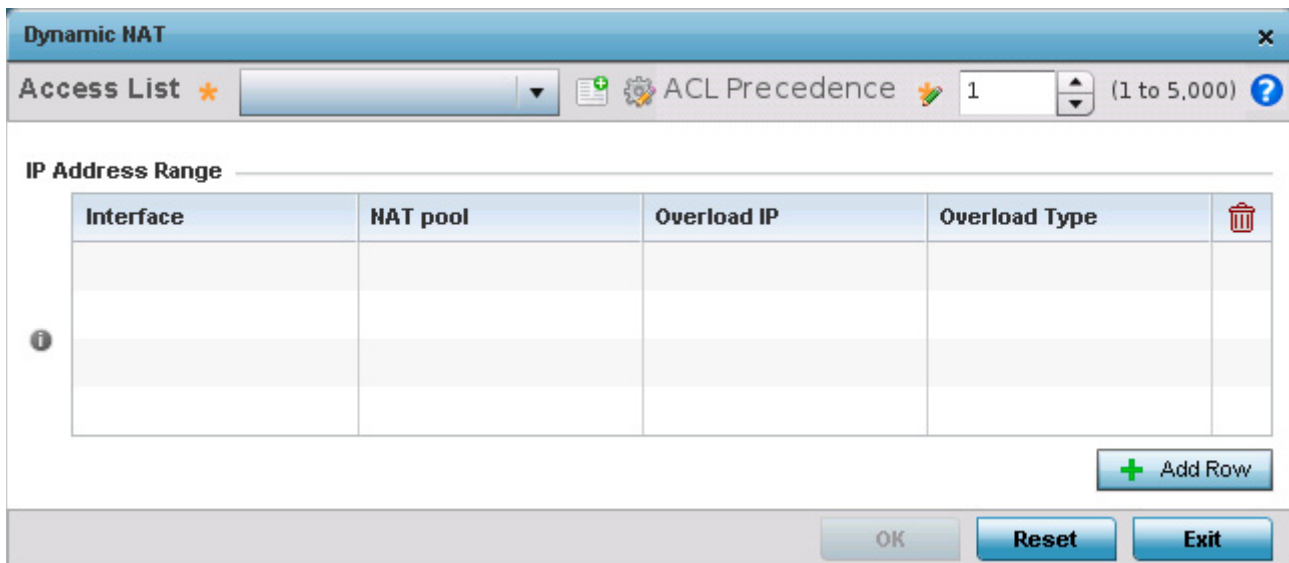 Dynamic NAT
Access List * ACL Precedence * 1 (1 to 5,000) ?
IP Address Range
Interface NAT pool Overload IP Overload Type
Add Row
OK Reset Exit